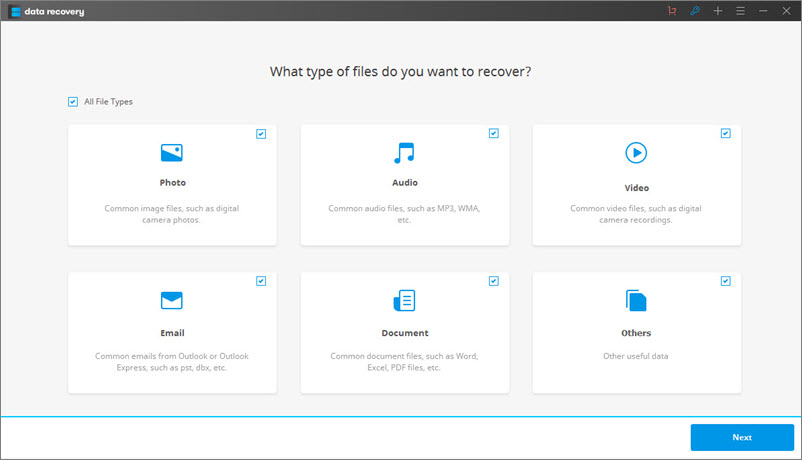 data recovery
What type of files do you want to recover?
All File Types
Photo
Common image files, such as digital
camera photos.
Audio
Common audio files, such as MP3, WMA,
etc.
Video
Common video files, such as digital
camera recordings.
Email
Common emails from Outlook or Outlook
Express, such as pst, dbx, etc.
Document
Common document files, such as Word,
Excel, PDF files, etc.
Others
Other useful data
Next